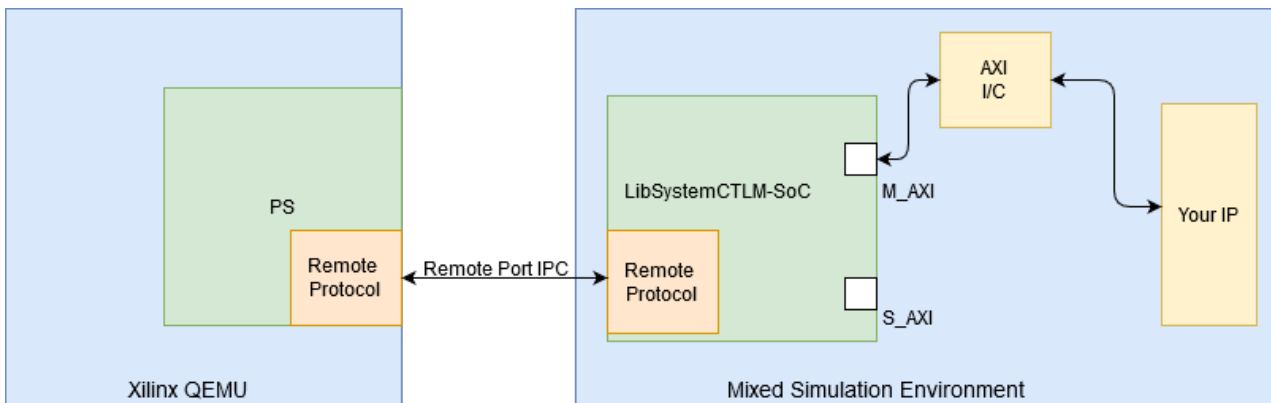 PS
Remote
Protocol
Xilinx QEMU
Remote Port IPC
LibSystemCTLM-SoC
Remote
Protocol
M_AXI
S_AXI
AXI
I/C
Your IP
Mixed Simulation Environment